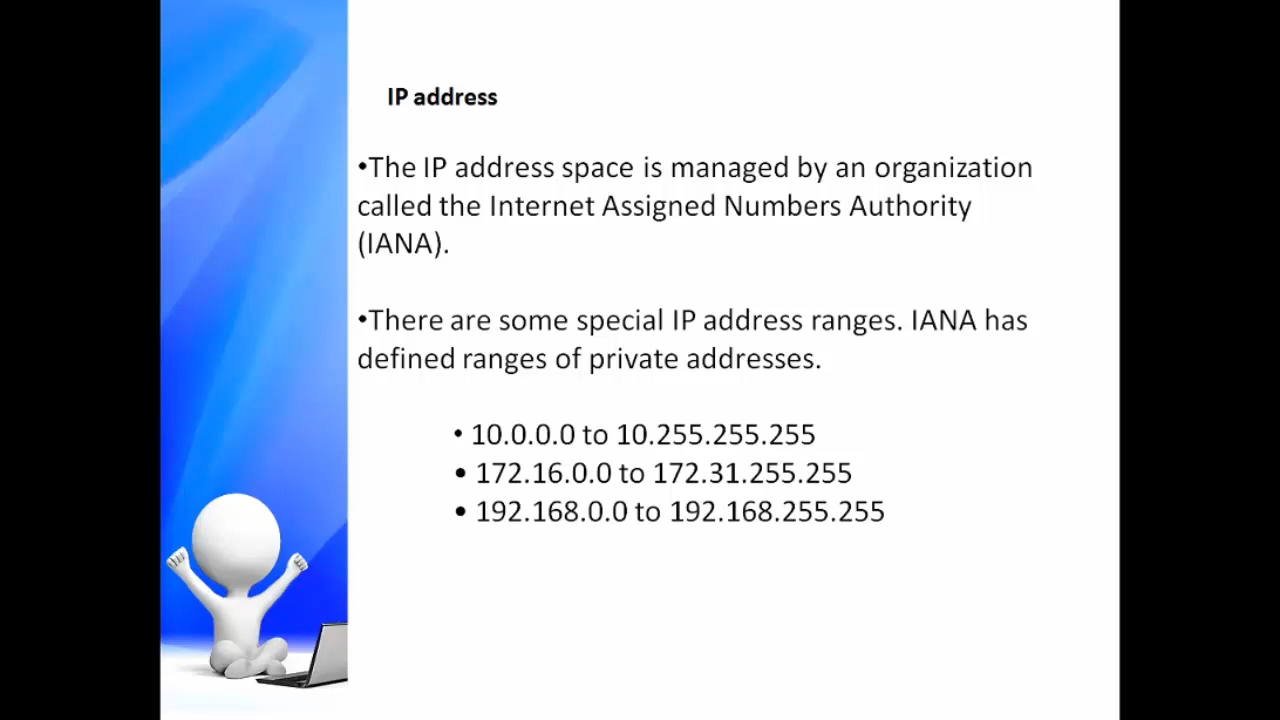 IP address
•The IP address space is managed by an organization
called the Internet Assigned Numbers Authority
(IANA).
•There are some special IP address ranges. IANA has
defined ranges of private addresses.
• 10.0.0.0 to 10.255.255.255
• 172.16.0.0 to 172.31.255.255
• 192.168.0.0 to 192.168.255.255